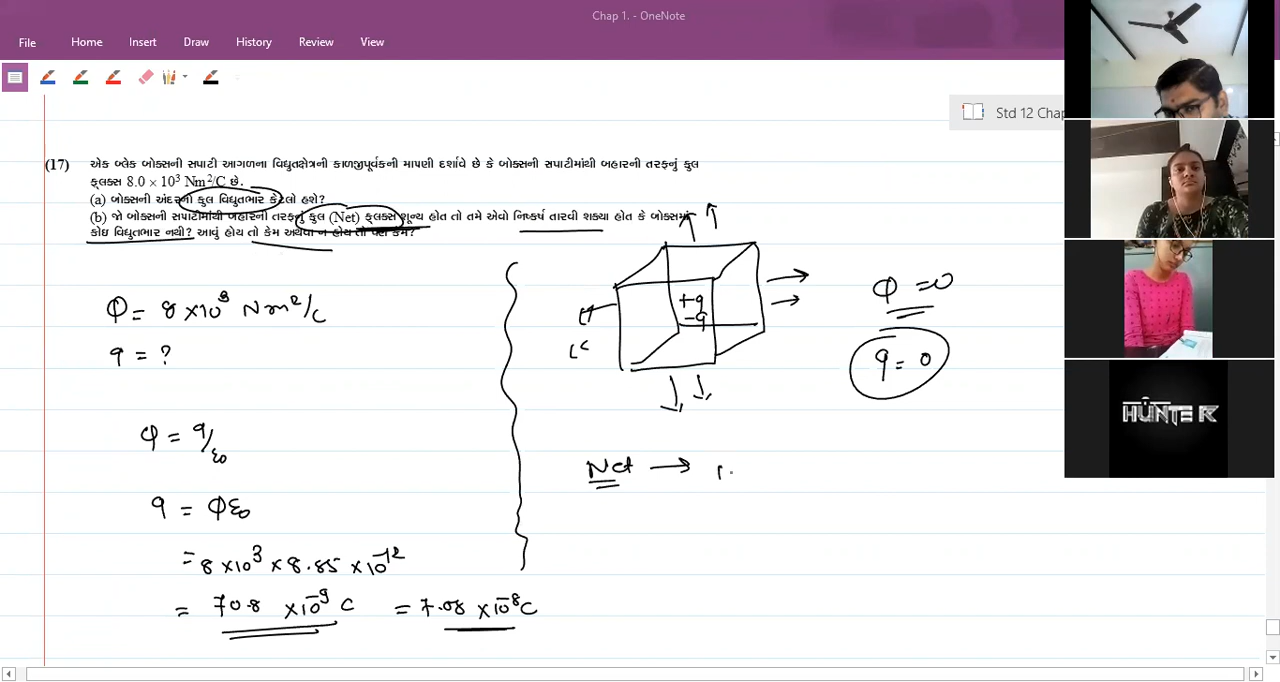 Chap 1. - OneNote
File Home Insert Draw History Review View
Std 12 Chap
(17) એક બ્લેક બોક્સની સપાટી આગળના વિદ્યુતક્ષેત્રની કાળજીપૂર્વકની માપણી દર્શાવે છે કે બોક્સની સપાટીમાંથી બહારની તરફનું કુલ
ફ્લક્સ 8.0 × 10³ Nm²/C છે.
(a) બોક્સની અંદરનો કુલ વિદ્યુતભાર કેટલો હશે?
(b) જો બોક્સની સપાટીમાંથી બહારની તરફનું કુલ (Net) ફ્લક્સ શૂન્ય હોત તો તમે એવો નિષ્કર્ષ તારવી શક્યા હોત કે બોક્સમાં
કોઇ વિદ્યુતભાર નથી? આવું હોય તો કેમ અથવા ન હોય તો પણ કેમ?
φ = 8 × 10³ Nm²/C
q = ?
φ = q/ε₀
q = φε₀
= 8 × 10³ × 8.85 × 10⁻¹²
= 70.8 × 10⁻⁹ C = 7.08 × 10⁻⁸ C
+q
-q
φ = 0
q = 0
Net →
HUNTER